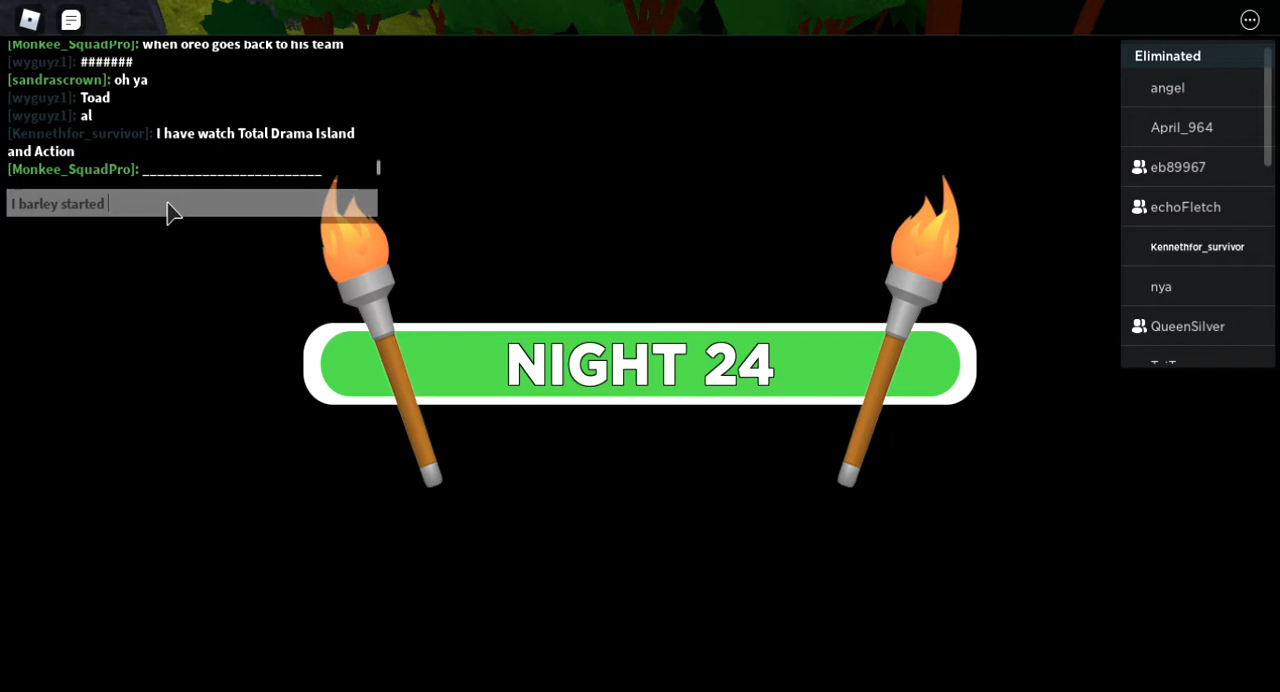 [Monkee_SquadPro]: when oreo goes back to his team
[wyguyz1]: #######
[sandrascrown]: oh ya
[wyguyz1]: Toad
[wyguyz1]: al
[Kennethfor_survivor]: I have watch Total Drama Island
and Action
[Monkee_SquadPro]: ________________________
I barley started
NIGHT 24
Eliminated
angel
April_964
eb89967
echoFletch
Kennethfor_survivor
nya
QueenSilver